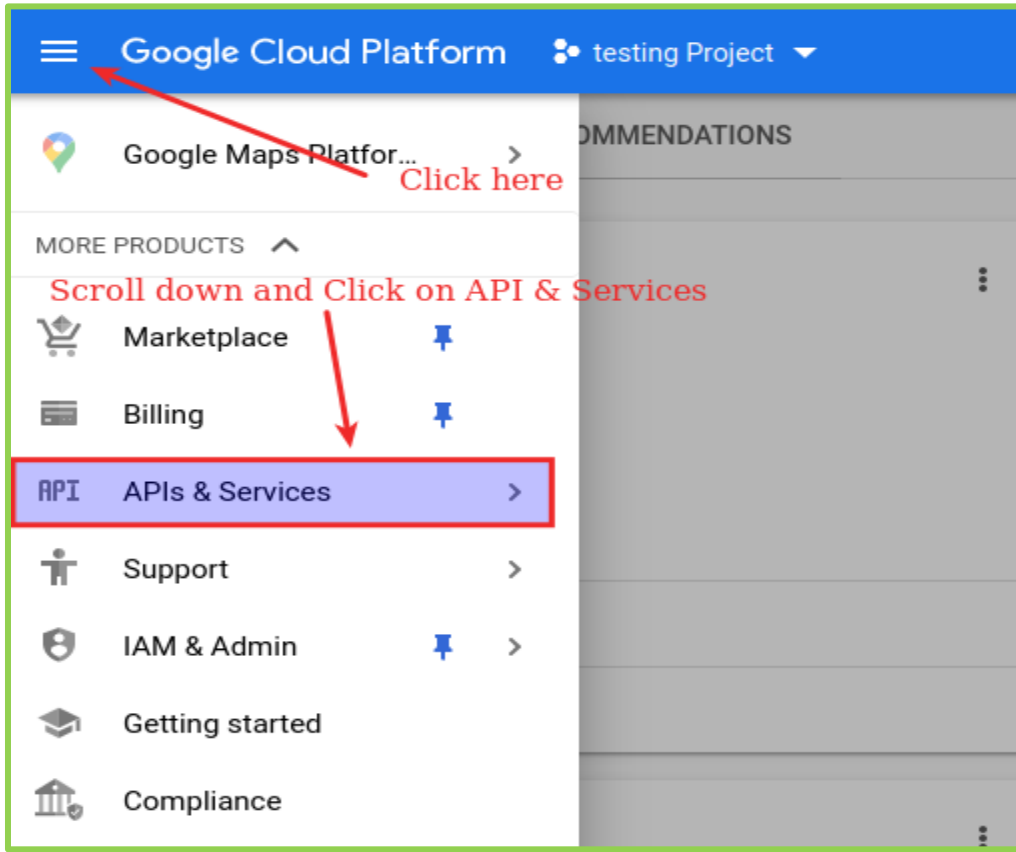 Google Cloud Platform testing Project
OMMENDATIONS
Google Maps Platfor...
Click here
MORE PRODUCTS
Scroll down and Click on API & Services
Marketplace
Billing
API APIs & Services
Support
IAM & Admin
Getting started
Compliance